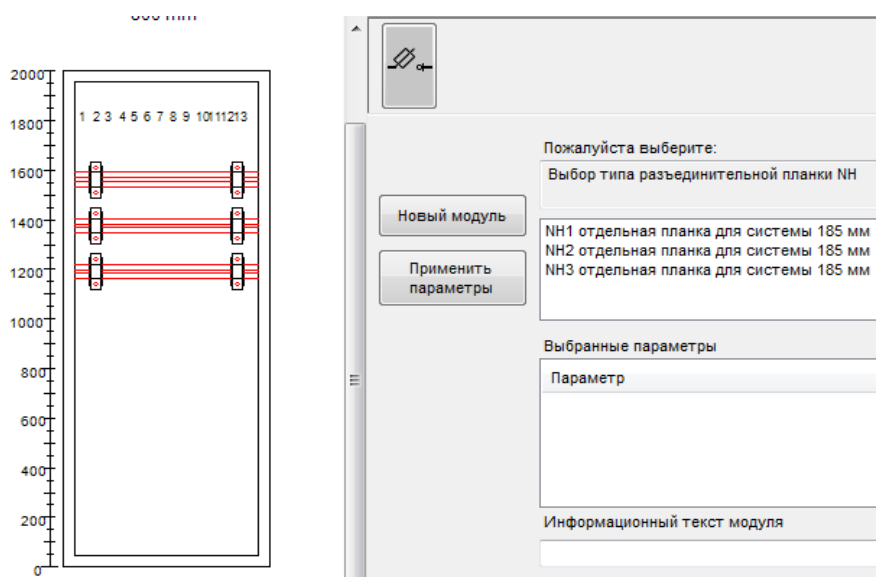 2000
1800
1600
1400
1200
1000
800
600
400
200
0
1 2 3 4 5 6 7 8 9 10 11 12 13
Пожалуйста выберите:
Выбор типа разъединительной планки NH
Новый модуль
Применить
параметры
NH1 отдельная планка для системы 185 мм
NH2 отдельная планка для системы 185 мм
NH3 отдельная планка для системы 185 мм
Выбранные параметры
Параметр
Информационный текст модуля